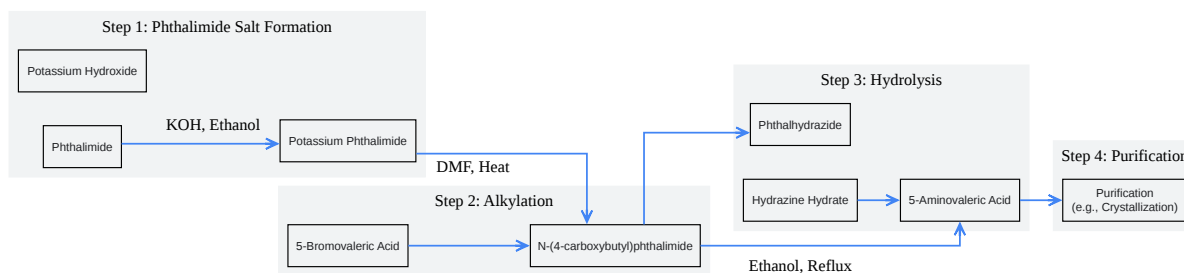 Step 1: Phthalimide Salt Formation
Potassium Hydroxide
Phthalimide
KOH, Ethanol
Potassium Phthalimide
DMF, Heat
Step 2: Alkylation
5-Bromovaleric Acid
N-(4-carboxybutyl)phthalimide
Ethanol, Reflux
Step 3: Hydrolysis
Phthalhydrazide
Hydrazine Hydrate
5-Aminovaleric Acid
Step 4: Purification
Purification
(e.g., Crystallization)